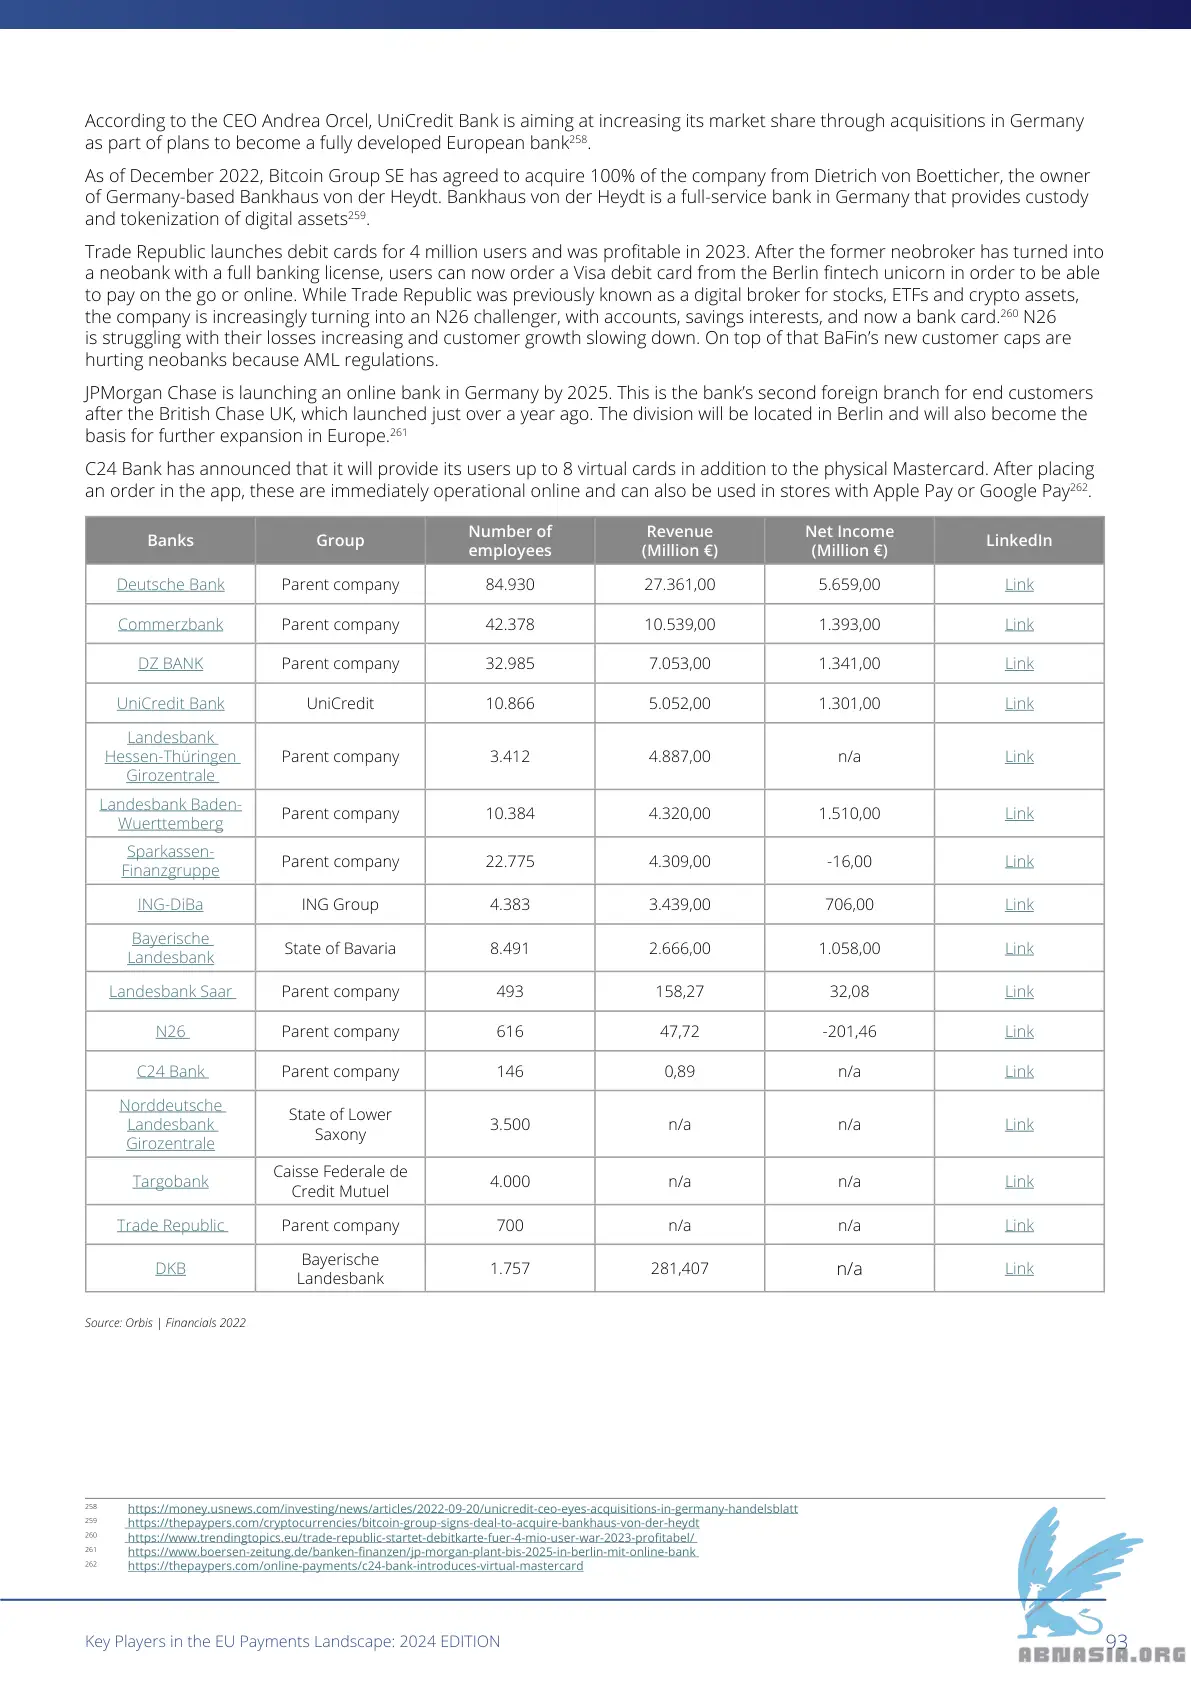 According to the CEO Andrea Orcel, UniCredit Bank is aiming at increasing its market share through acquisitions in Germany
as part of plans to become a fully developed European bank258.
As of December 2022, Bitcoin Group SE has agreed to acquire 100% of the company from Dietrich von Boetticher, the owner
of Germany-based Bankhaus von der Heydt. Bankhaus von der Heydt is a full-service bank in Germany that provides custody
and tokenization of digital assets259.
Trade Republic launches debit cards for 4 million users and was profitable in 2023. After the former neobroker has turned into
a neobank with a full banking license, users can now order a Visa debit card from the Berlin fintech unicorn in order to be able
to pay on the go or online. While Trade Republic was previously known as a digital broker for stocks, ETFs and crypto assets,
the company is increasingly turning into an N26 challenger, with accounts, savings interests, and now a bank card.260 N26
is struggling with their losses increasing and customer growth slowing down. On top of that BaFin's new customer caps are
hurting neobanks because AML regulations.
JPMorgan Chase is launching an online bank in Germany by 2025. This is the bank's second foreign branch for end customers
after the British Chase UK, which launched just over a year ago. The division will be located in Berlin and will also become the
basis for further expansion in Europe.261
C24 Bank has announced that it will provide its users up to 8 virtual cards in addition to the physical Mastercard. After placing
an order in the app, these are immediately operational online and can also be used in stores with Apple Pay or Google Pay262.
Banks Group Number of employees Revenue (Million €) Net Income (Million €) LinkedIn
Deutsche Bank Parent company 84.930 27.361,00 5.659,00 Link
Commerzbank Parent company 42.378 10.539,00 1.393,00 Link
DZ BANK Parent company 32.985 7.053,00 1.341,00 Link
UniCredit Bank UniCredit 10.866 5.052,00 1.301,00 Link
Landesbank Hessen-Thüringen Girozentrale Parent company 3.412 4.887,00 n/a Link
Landesbank Baden-Wuerttemberg Parent company 10.384 4.320,00 1.510,00 Link
Sparkassen-Finanzgruppe Parent company 22.775 4.309,00 -16,00 Link
ING-DiBa ING Group 4.383 3.439,00 706,00 Link
Bayerische Landesbank State of Bavaria 8.491 2.666,00 1.058,00 Link
Landesbank Saar Parent company 493 158,27 32,08 Link
N26 Parent company 616 47,72 -201,46 Link
C24 Bank Parent company 146 0,89 n/a Link
Norddeutsche Landesbank Girozentrale State of Lower Saxony 3.500 n/a n/a Link
Targobank Caisse Federale de Credit Mutuel 4.000 n/a n/a Link
Trade Republic Parent company 700 n/a n/a Link
DKB Bayerische Landesbank 1.757 281,407 n/a Link
Source: Orbis | Financials 2022
258 https://money.usnews.com/investing/news/articles/2022-09-20/unicredit-ceo-eyes-acquisitions-in-germany-handelsblatt
259 https://thepaypers.com/cryptocurrencies/bitcoin-group-signs-deal-to-acquire-bankhaus-von-der-heydt
260 https://www.trendingtopics.eu/trade-republic-startet-debitkarte-fuer-4-mio-user-war-2023-profitabel/
261 https://www.boersen-zeitung.de/banken-finanzen/jp-morgan-plant-bis-2025-in-berlin-mit-online-bank
262 https://thepaypers.com/online-payments/c24-bank-introduces-virtual-mastercard
Key Players in the EU Payments Landscape: 2024 EDITION
93
ABNASIA.ORG